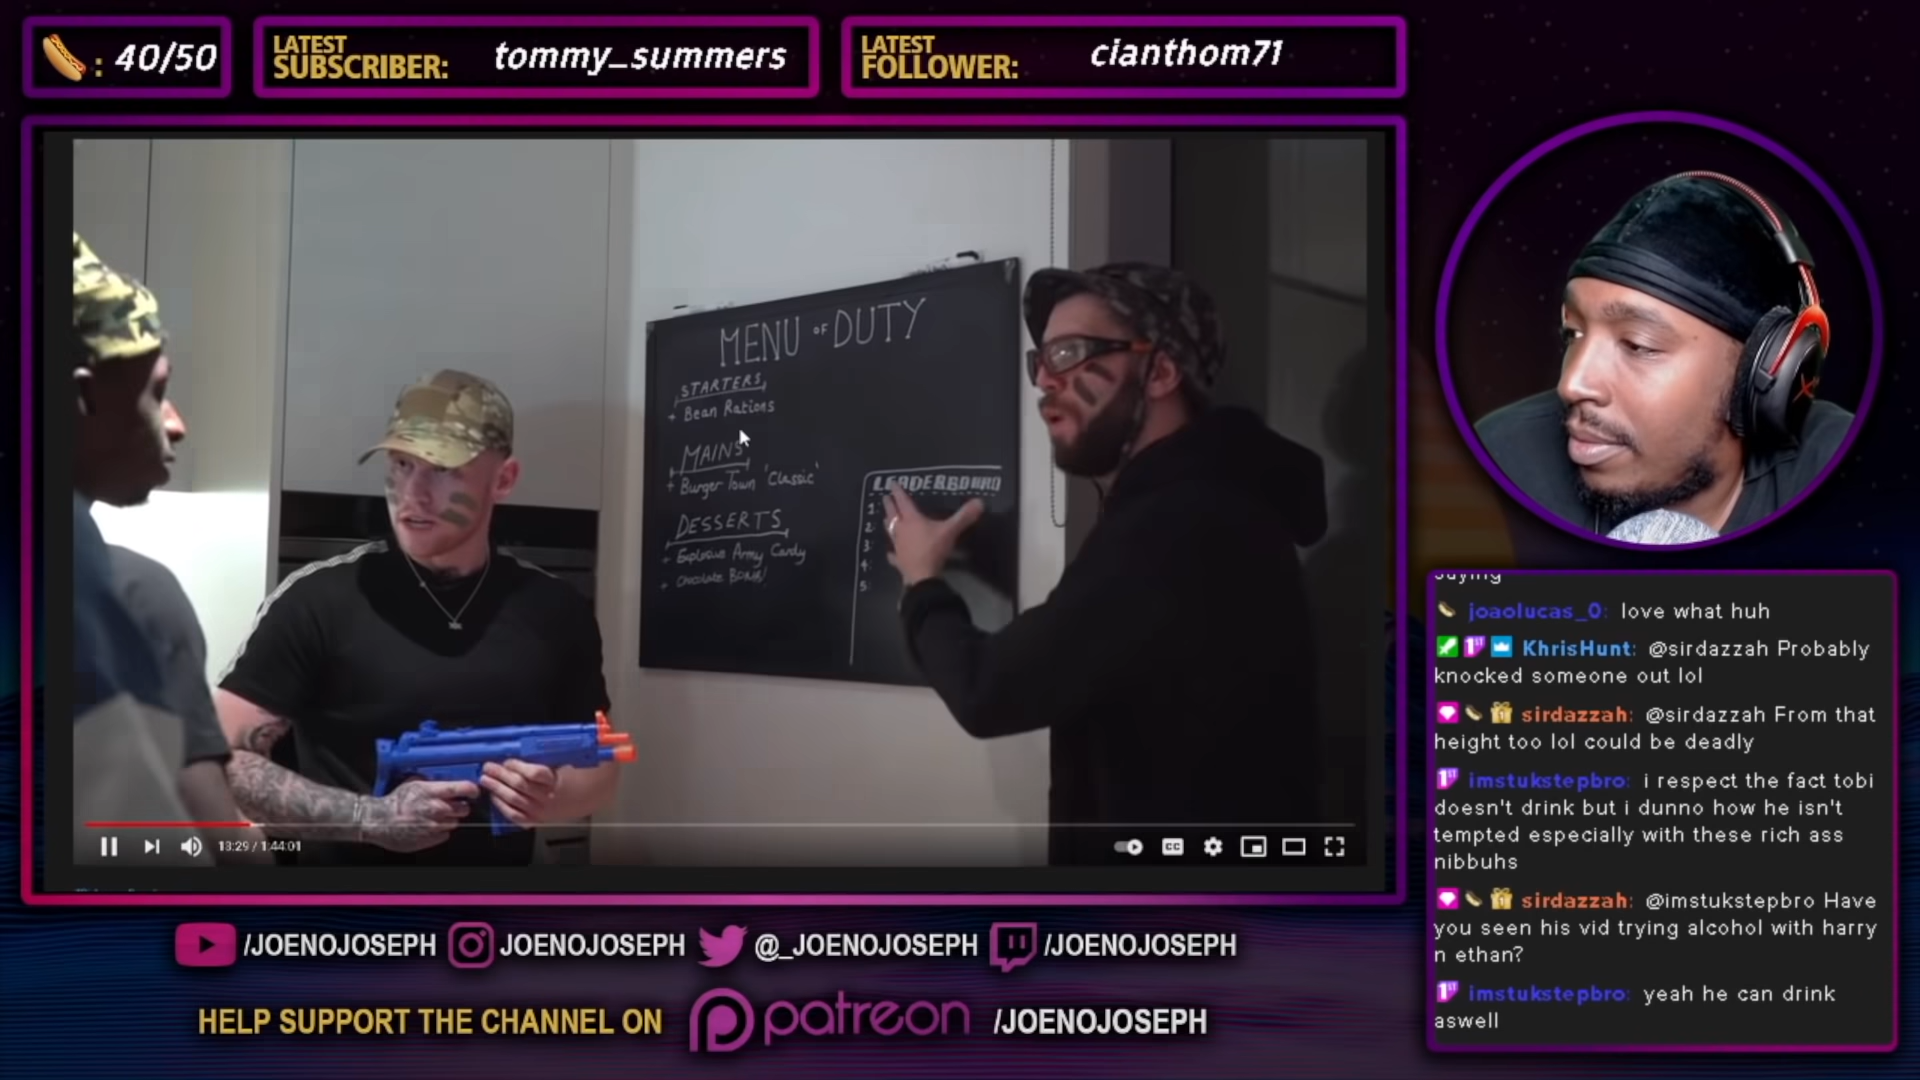 : 40/50
LATEST
SUBSCRIBER:
tommy_summers
LATEST
FOLLOWER:
cianthom71
MENU OF DUTY
STARTERS
+ Bean Rations
MAINS
+ Burger Town 'Classic'
DESSERTS
+ Explosive Army Candy
+ Chocolate BOMB!
LEADERBOARD
1:
2:
3:
4:
5:
13:29 / 1:44:01
CC
joaolucas_0: love what huh
KhrisHunt: @sirdazzah Probably
knocked someone out lol
sirdazzah: @sirdazzah From that
height too lol could be deadly
imstukstepbro: i respect the fact tobi
doesn't drink but i dunno how he isn't
tempted especially with these rich ass
nibbuhs
sirdazzah: @imstukstepbro Have
you seen his vid trying alcohol with harry
n ethan?
imstukstepbro: yeah he can drink
aswell
/JOENOJOSEPH JOENOJOSEPH @_JOENOJOSEPH /JOENOJOSEPH
HELP SUPPORT THE CHANNEL ON patreon /JOENOJOSEPH